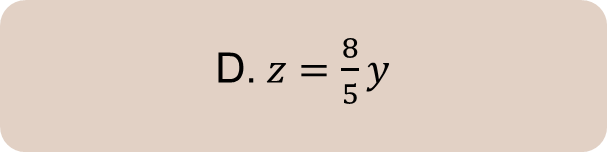 D. z = 8/5 y